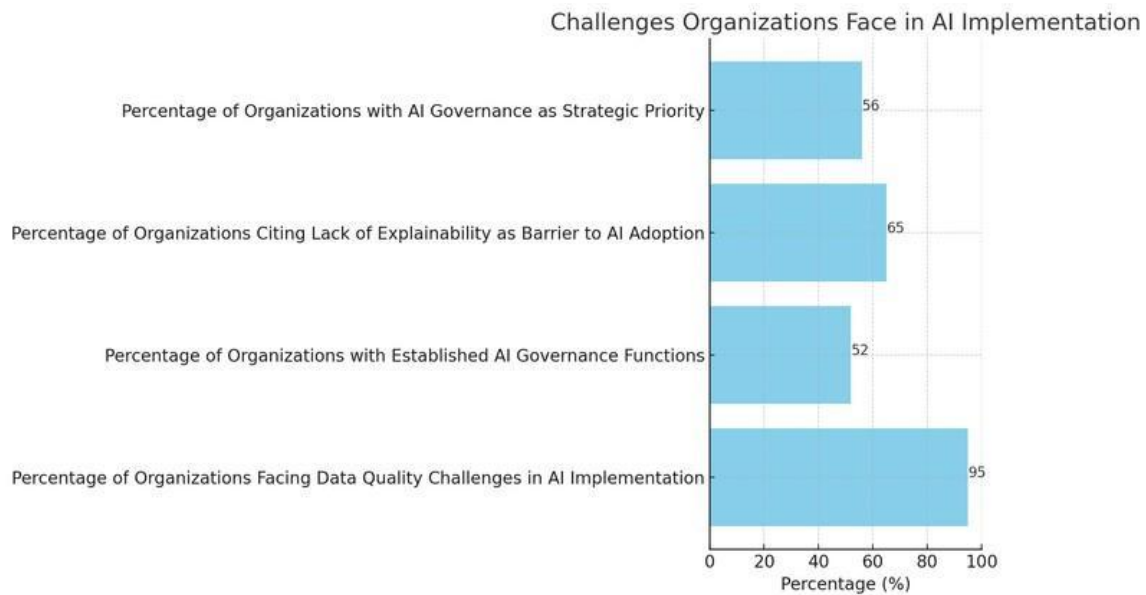 Challenges Organizations Face in AI Implementation
Percentage of Organizations with AI Governance as Strategic Priority
56
Percentage of Organizations Citing Lack of Explainability as Barrier to AI Adoption
65
Percentage of Organizations with Established AI Governance Functions
52
Percentage of Organizations Facing Data Quality Challenges in AI Implementation
95
0 20 40 60 80 100
Percentage (%)